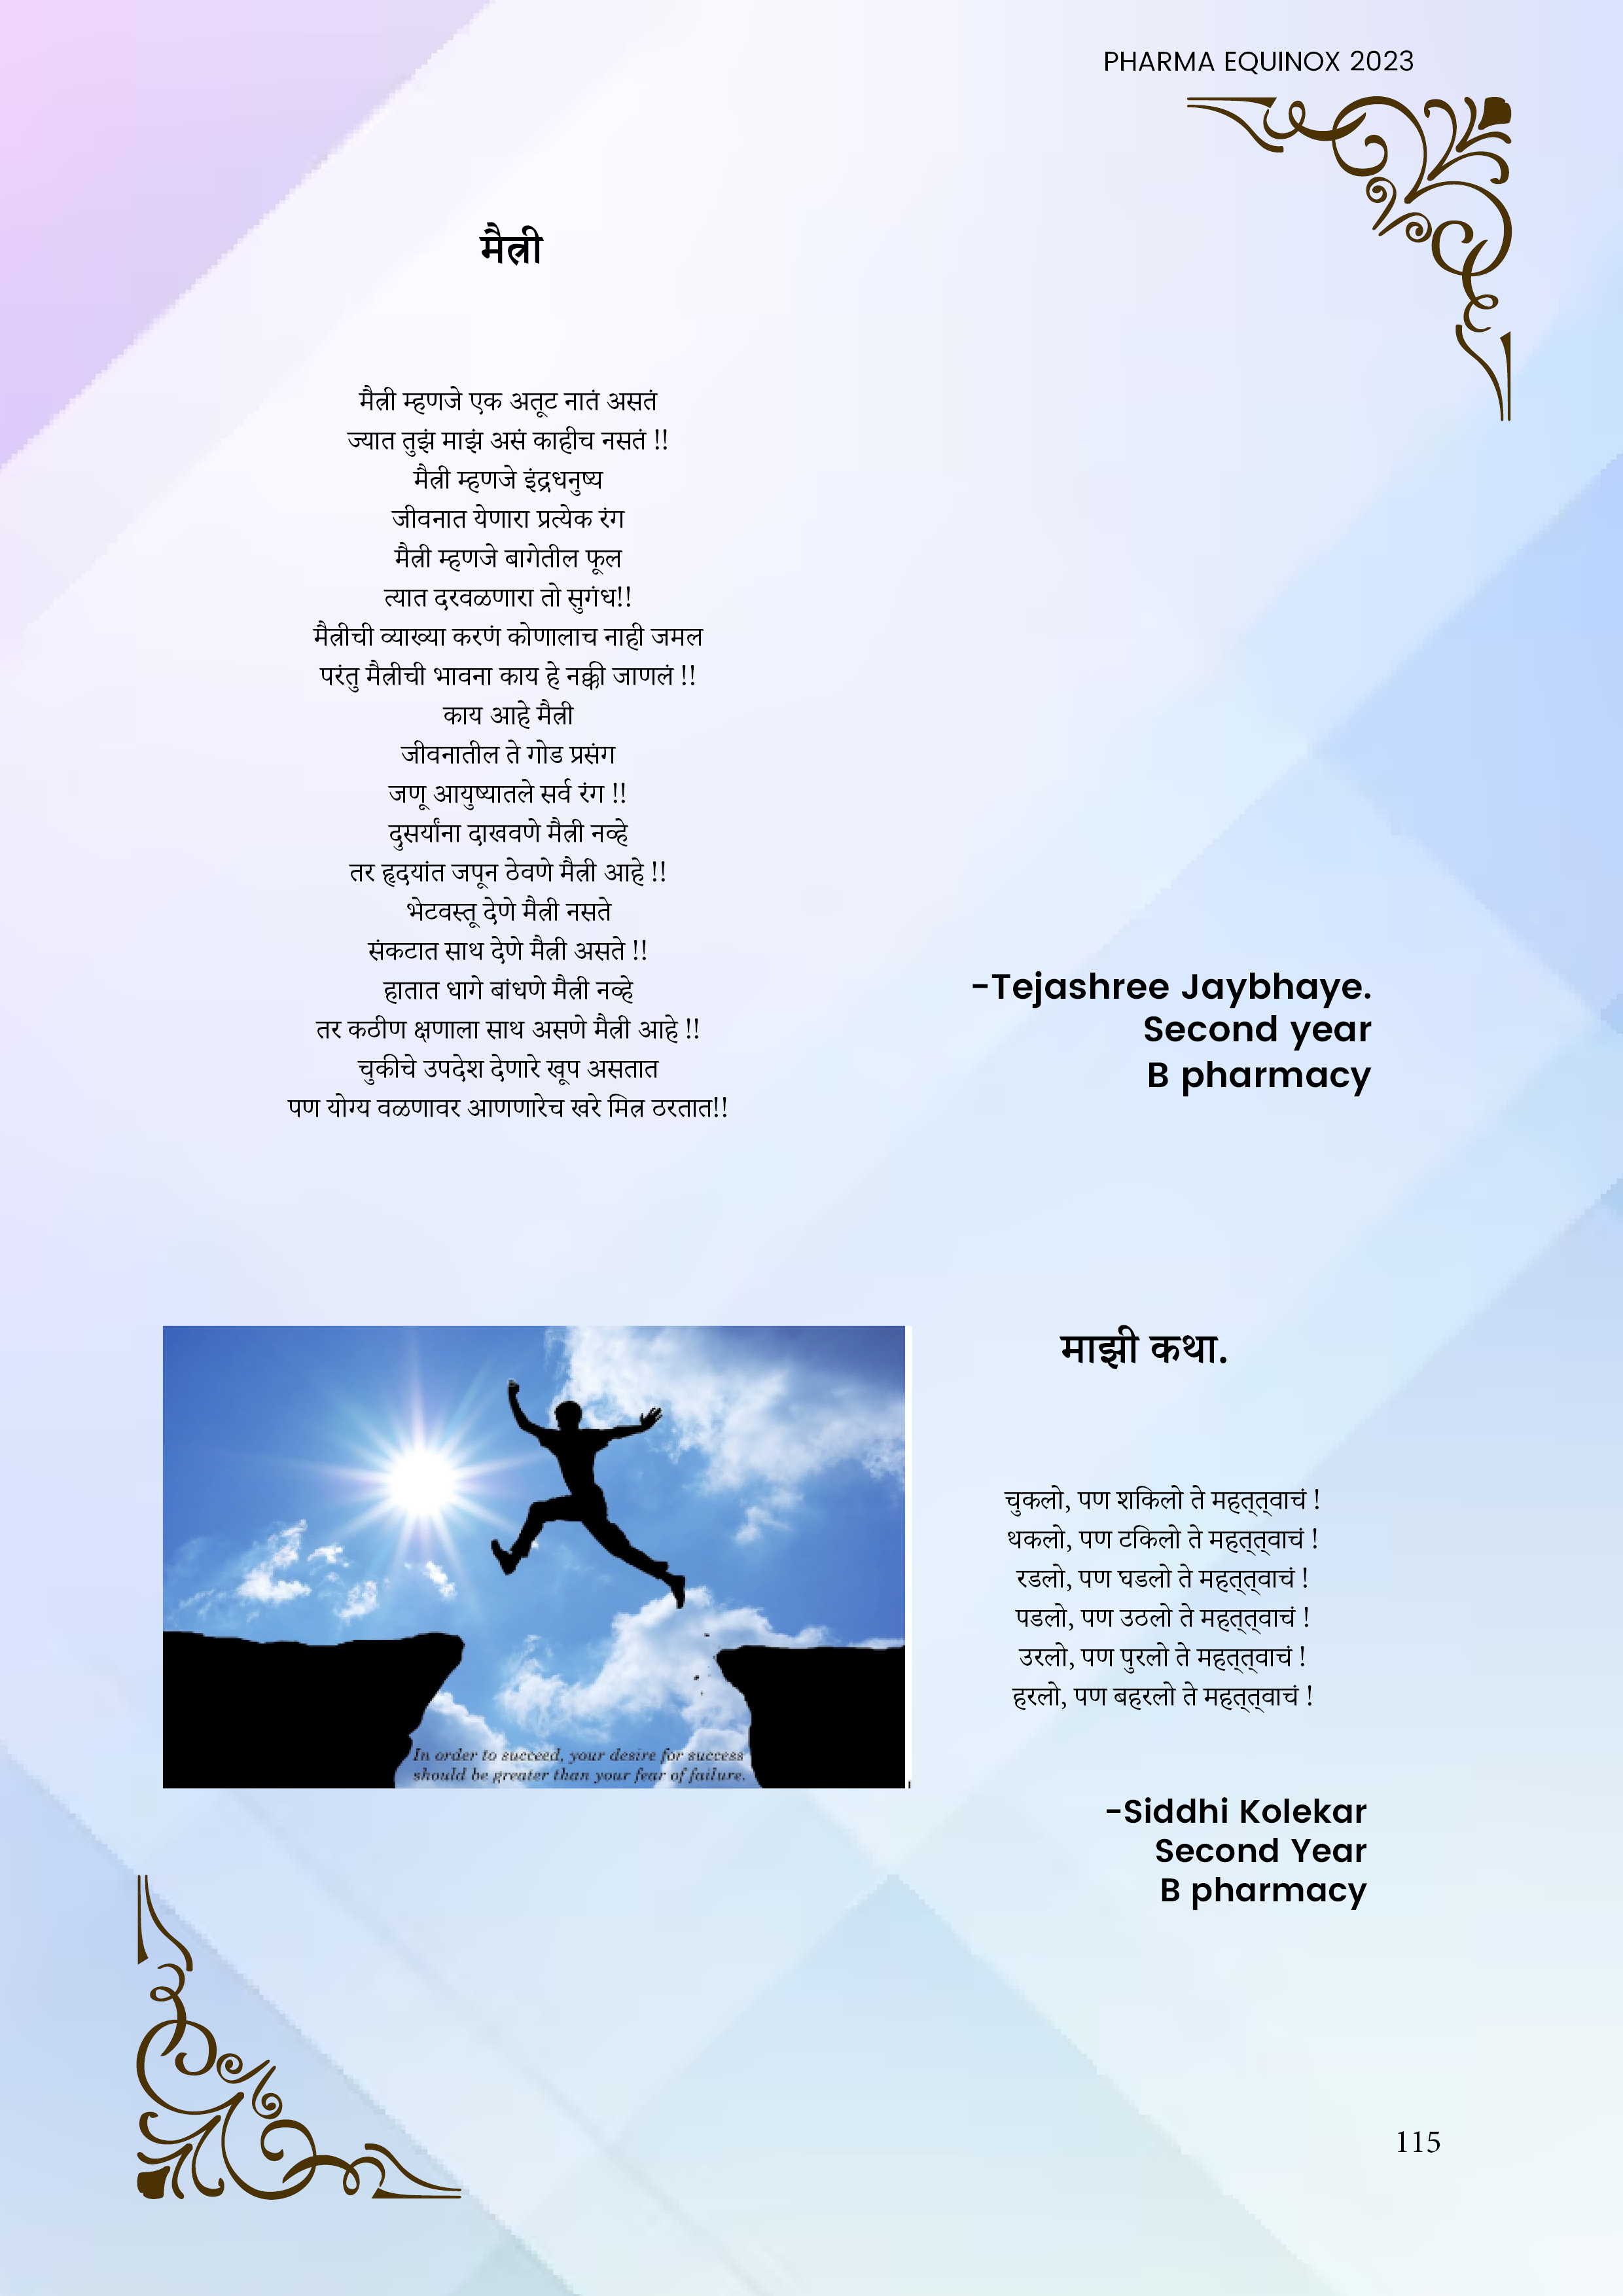 PHARMA EQUINOX 2023
मैत्री
मैत्री म्हणजे एक अतूट नातं असतं
ज्यात तुझं माझं असं काहीच नसतं !!
मैत्री म्हणजे इंद्रधनुष्य
जीवनात येणारा प्रत्येक रंग
मैत्री म्हणजे बागेतील फूल
त्यात दरवळणारा तो सुगंध!!
मैत्रीची व्याख्या करणं कोणालाच नाही जमल
परंतु मैत्रीची भावना काय हे नक्की जाणलं !!
काय आहे मैत्री
जीवनातील ते गोड प्रसंग
जणू आयुष्यातले सर्व रंग !!
दुसर्यांना दाखवणे मैत्री नव्हे
तर हृदयांत जपून ठेवणे मैत्री आहे !!
भेटवस्तू देणे मैत्री नसते
संकटात साथ देणे मैत्री असते !!
हातात धागे बांधणे मैत्री नव्हे
तर कठीण क्षणाला साथ असणे मैत्री आहे !!
चुकीचे उपदेश देणारे खूप असतात
पण योग्य वळणावर आणणारेच खरे मित्र ठरतात!!
-Tejashree Jaybhaye.
Second year
B pharmacy
माझी कथा.
चुकलो, पण शकिलो ते महत्त्वाचं !
थकलो, पण टकिलो ते महत्त्वाचं !
रडलो, पण घडलो ते महत्त्वाचं !
पडलो, पण उठलो ते महत्त्वाचं !
उरलो, पण पुरलो ते महत्त्वाचं !
हरलो, पण बहरलो ते महत्त्वाचं !
In order to succeed, your desire for success
should be greater than your fear of failure.
-Siddhi Kolekar
Second Year
B pharmacy
115